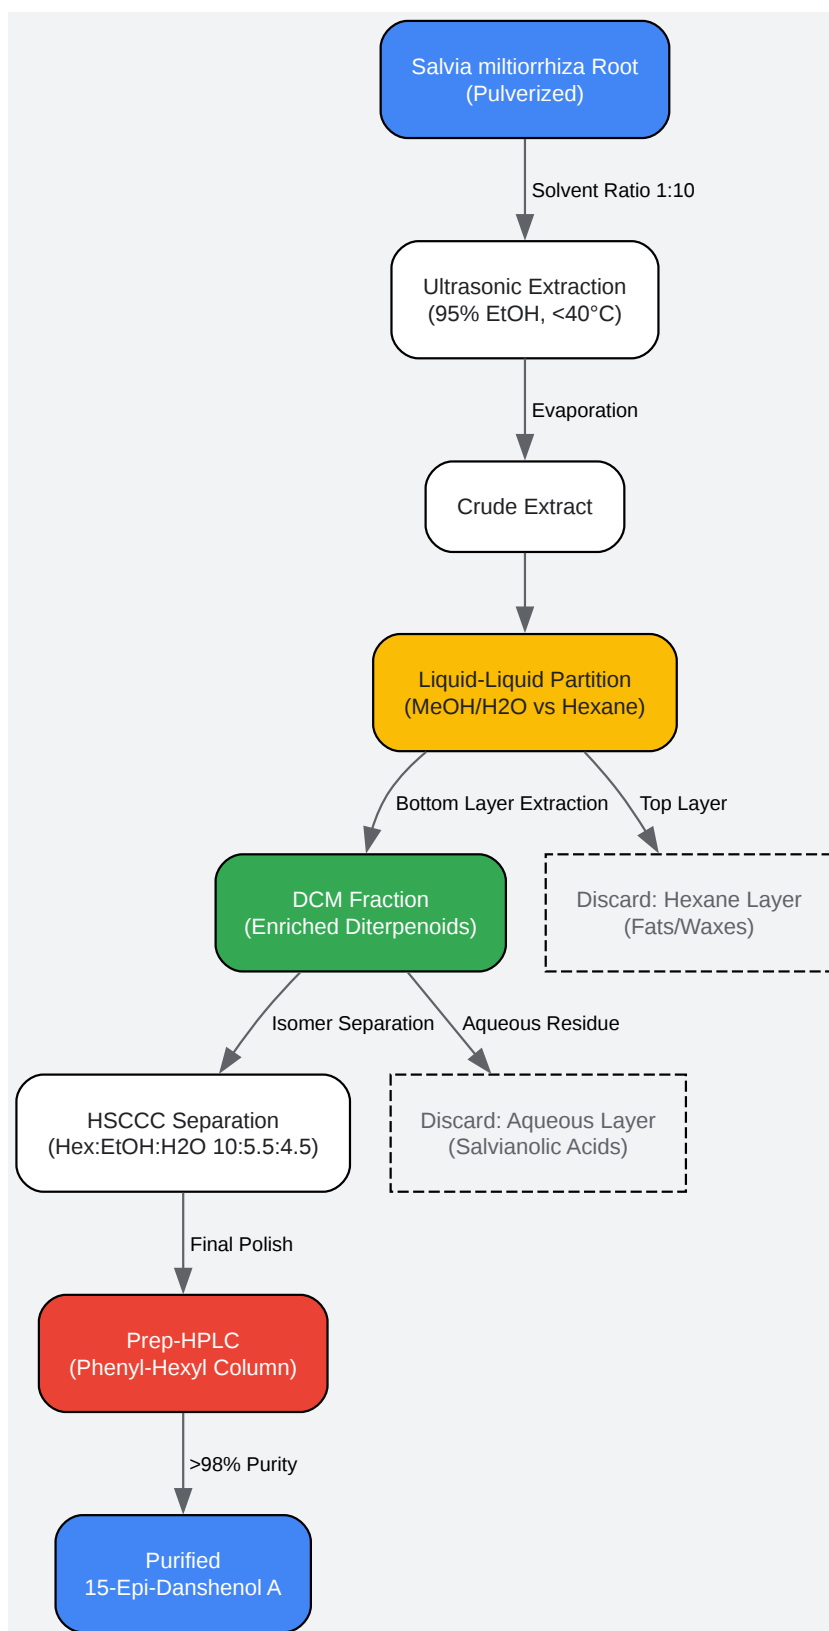 Salvia miltiorrhiza Root
(Pulverized)
Solvent Ratio 1:10
Ultrasonic Extraction
(95% EtOH, <40°C)
Evaporation
Crude Extract
Liquid-Liquid Partition
(MeOH/H2O vs Hexane)
Bottom Layer Extraction
Top Layer
DCM Fraction
(Enriched Diterpenoids)
Discard: Hexane Layer
(Fats/Waxes)
Isomer Separation
Aqueous Residue
HSCCC Separation
(Hex:EtOH:H2O 10:5.5:4.5)
Discard: Aqueous Layer
(Salvianolic Acids)
Final Polish
Prep-HPLC
(Phenyl-Hexyl Column)
>98% Purity
Purified
15-Epi-Danshenol A